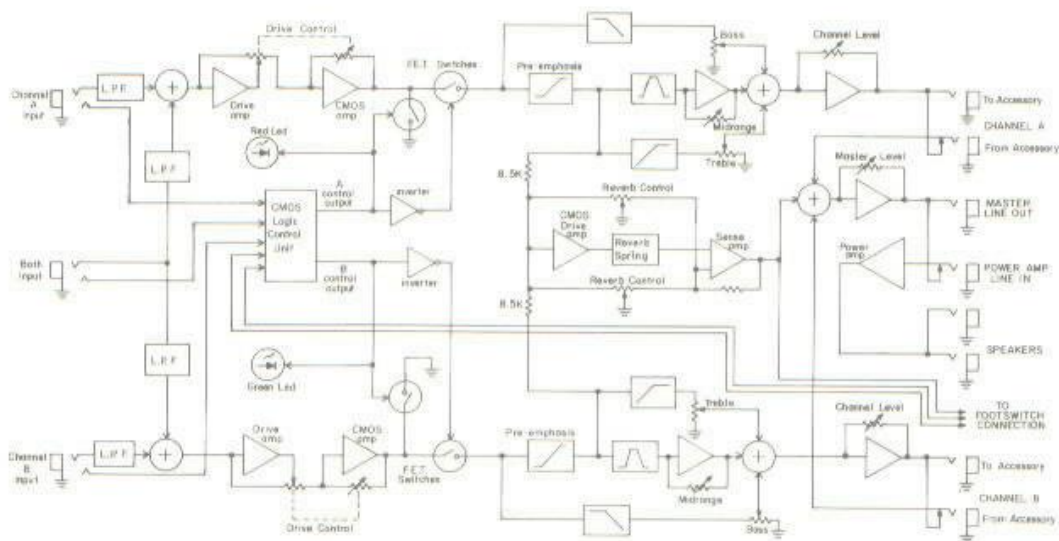 Drive Control
Channel Level
F.E.T. Switches
Bass
Pre-emphasis
L.P.F.
Channel A Input
Drive amp
CMOS amp
To Accessory
Midrange
CHANNEL A
Red Led
From Accessory
L.P.F.
Treble
Master Level
8.5K
A control output
inverter
Reverb Control
CMOS Logic Control Unit
CMOS Drive amp
Reverb Spring
Sense amp
MASTER LINE OUT
Both Input
Power amp
POWER AMP LINE IN
B control output
inverter
Reverb Control
8.5K
L.P.F.
SPEAKERS
Green Led
Treble
TO FOOTSWITCH CONNECTION
Channel Level
Drive amp
CMOS amp
Pre-emphasis
Channel B Input
L.P.F.
F.E.T. Switches
To Accessory
Midrange
CHANNEL B
Drive Control
Bass
From Accessory